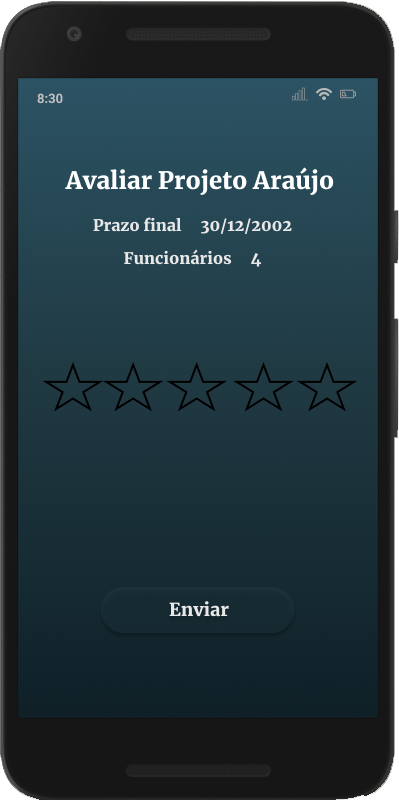 8:30
Avaliar Projeto Araújo
Prazo final 30/12/2002
Funcionários 4
Enviar